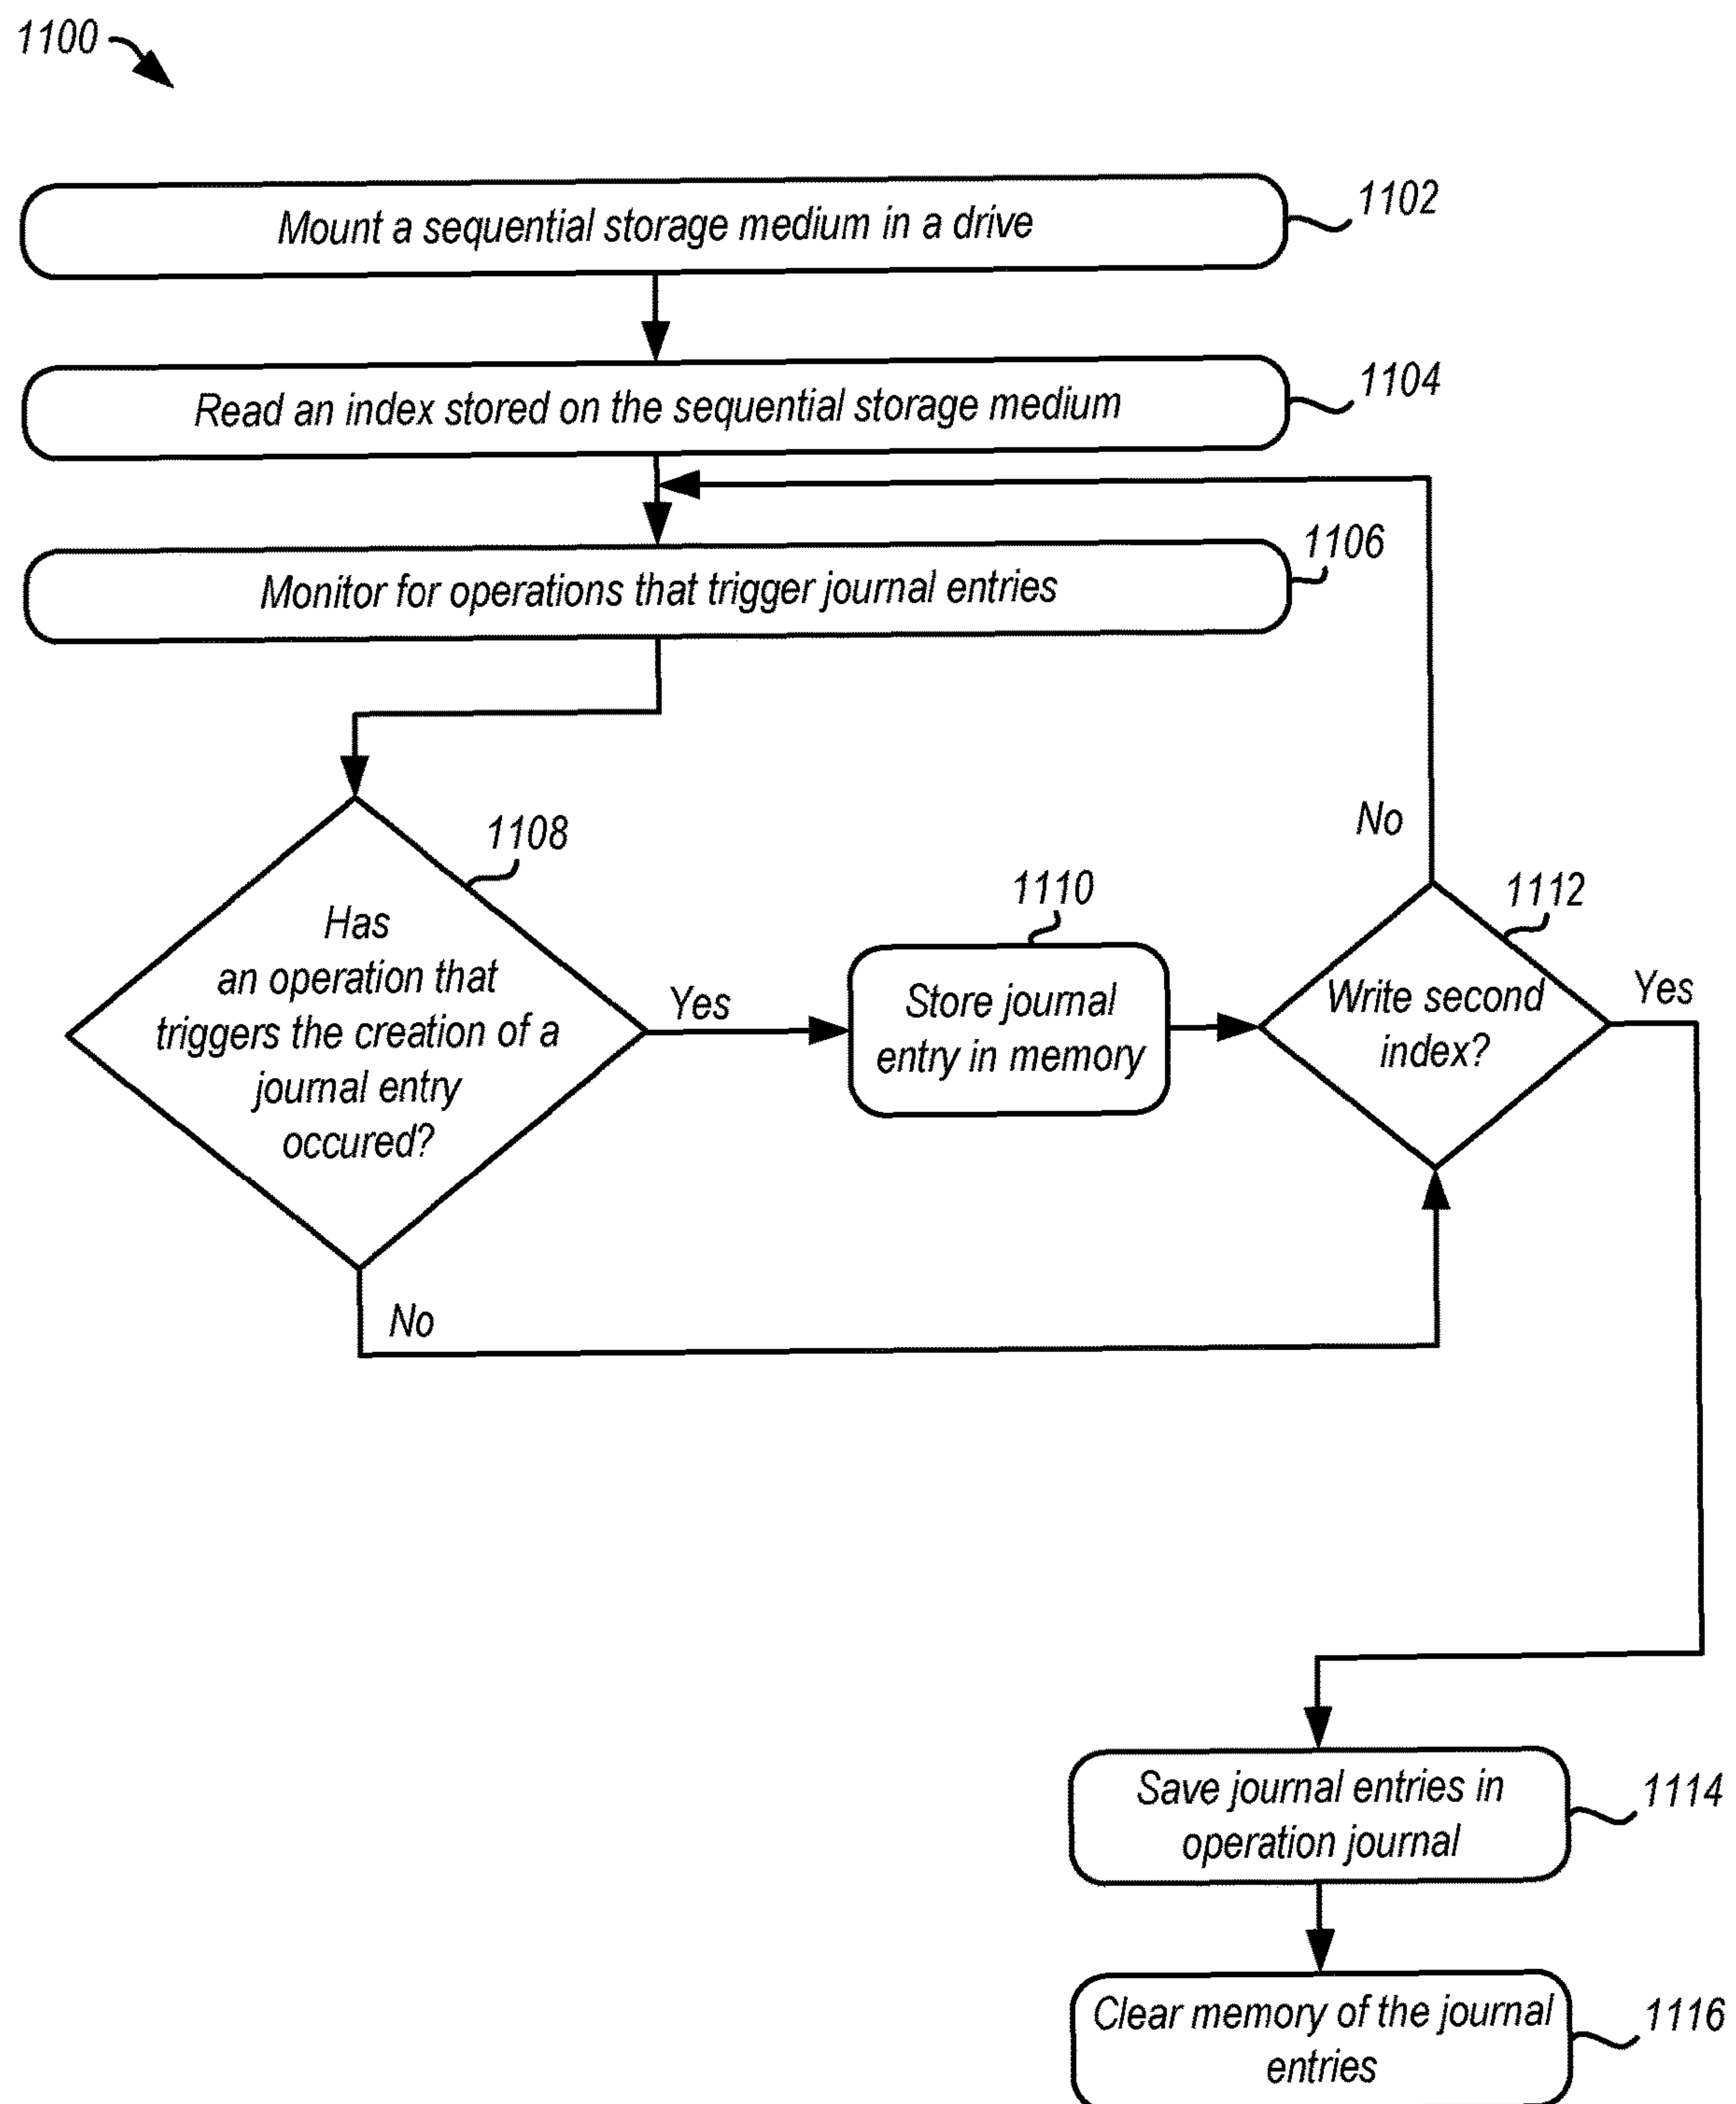 1100
Mount a sequential storage medium in a drive
1102
Read an index stored on the sequential storage medium
1104
Monitor for operations that trigger journal entries
1106
1108
Has
an operation that
triggers the creation of a
journal entry
occured?
Yes
No
1110
Store journal
entry in memory
1112
Write second
index?
No
Yes
Save journal entries in
operation journal
1114
Clear memory of the journal
entries
1116